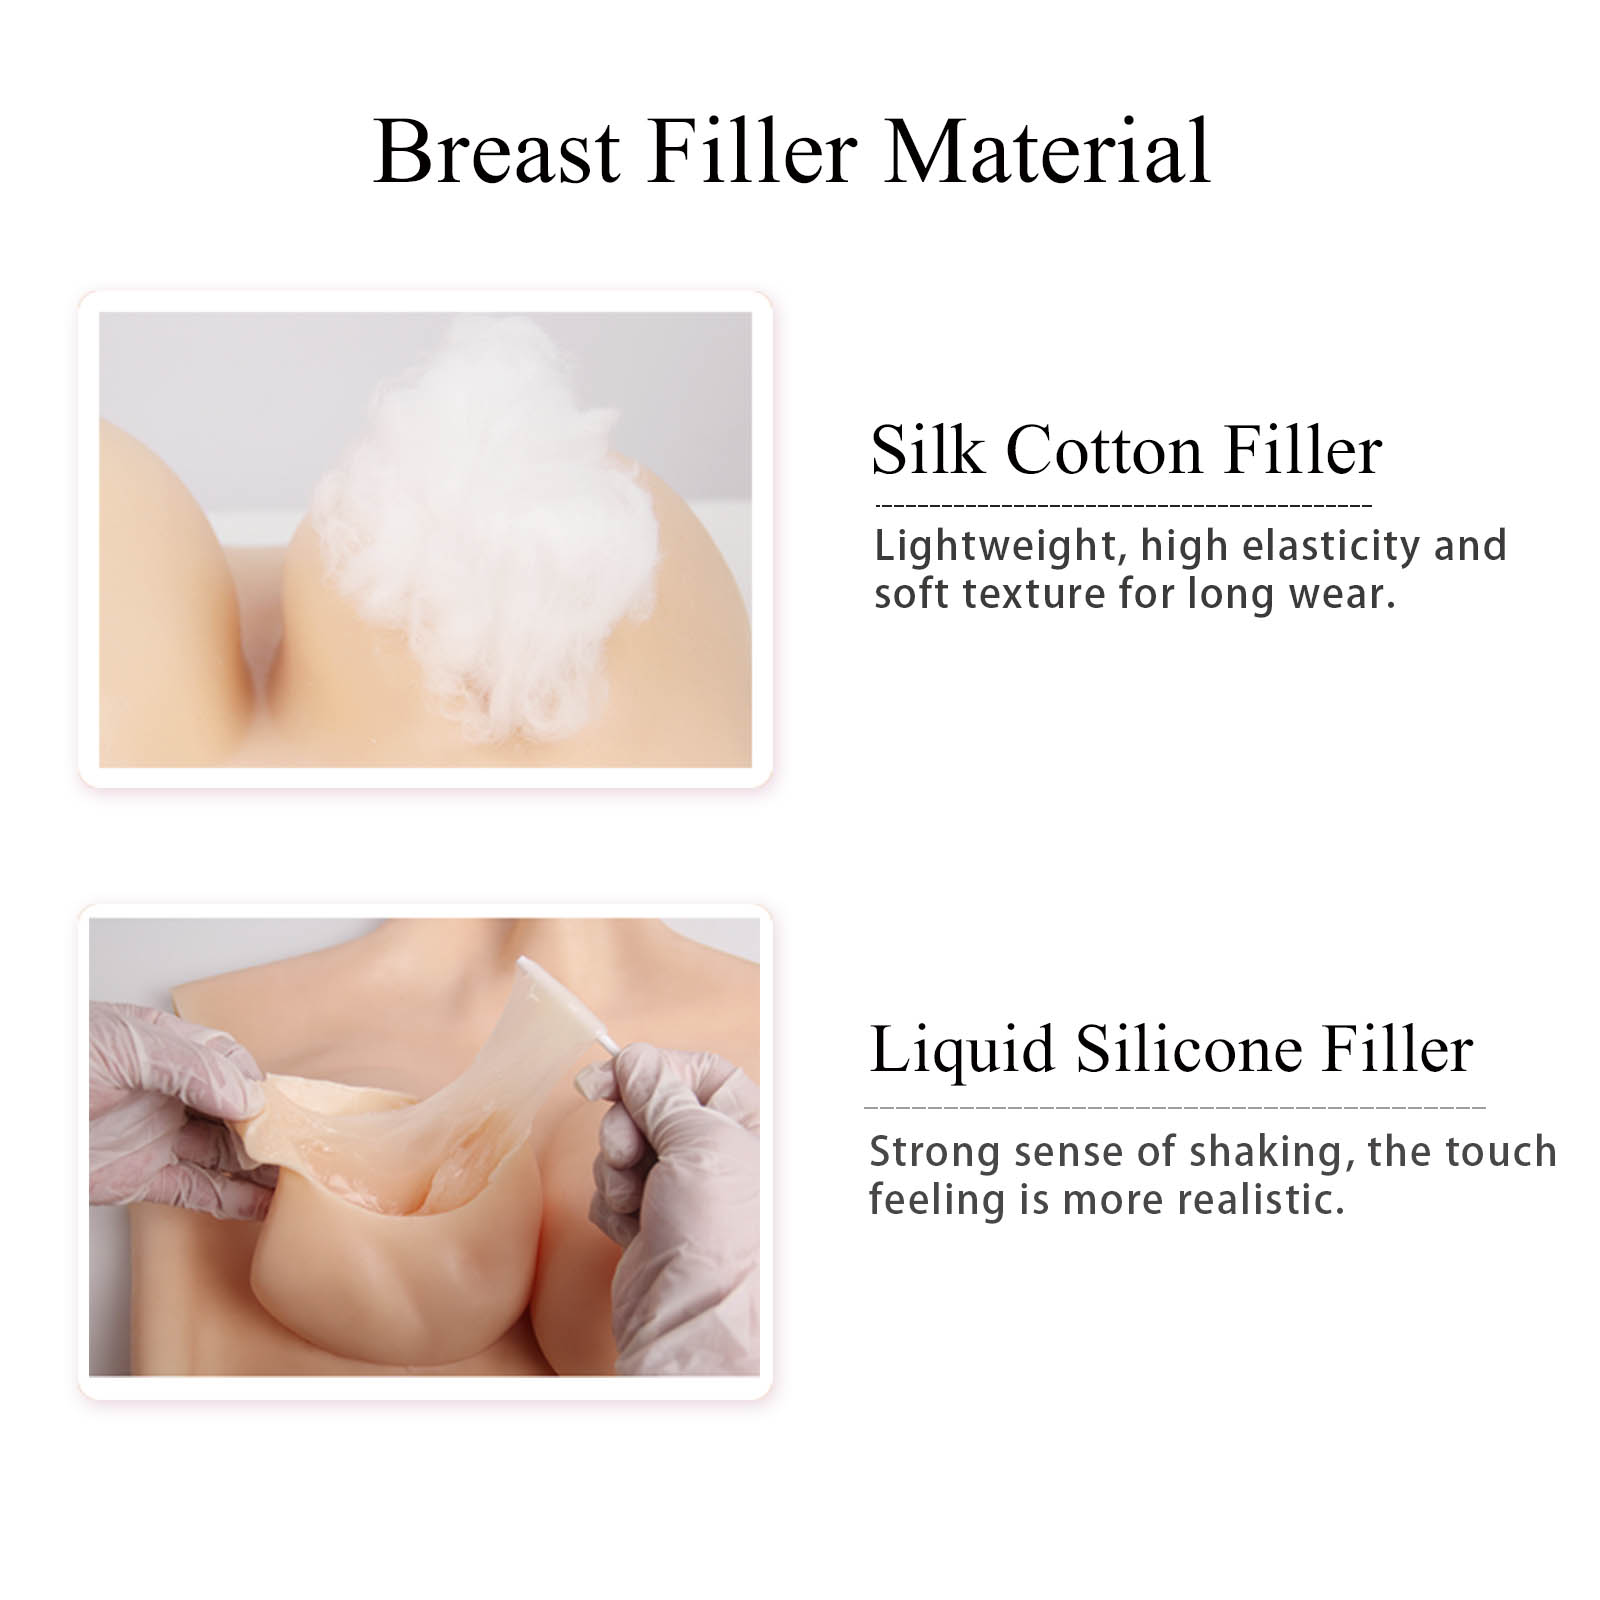 Breast Filler Material
Silk Cotton Filler
Lightweight, high elasticity and
soft texture for long wear.
Liquid Silicone Filler
Strong sense of shaking, the touch
feeling is more realistic.